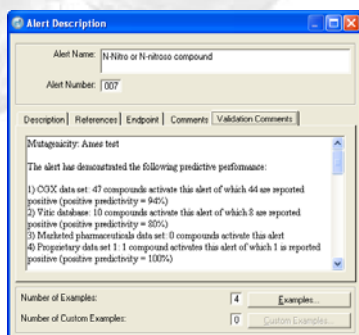 Alert Description
Alert Name: N-Nitro or N-nitroso compound
Alert Number: 007
Description References Endpoint Comments Validation Comments
Mutagenicity: Ames test
The alert has demonstrated the following predictive performance:
1) CGX data set: 47 compounds activate this alert of which 44 are reported
positive (positive predictivity = 94%)
2) Vitic database: 10 compounds activate this alert of which 8 are reported
positive (positive predictivity = 80%)
3) Marketed pharmaceuticals data set: 0 compounds activate this alert
4) Proprietary data set 1: 1 compound activates this alert of which 1 is reported
positive (positive predictivity = 100%)
Number of Examples: 4 Examples...
Number of Custom Examples: 0 Custom Examples...